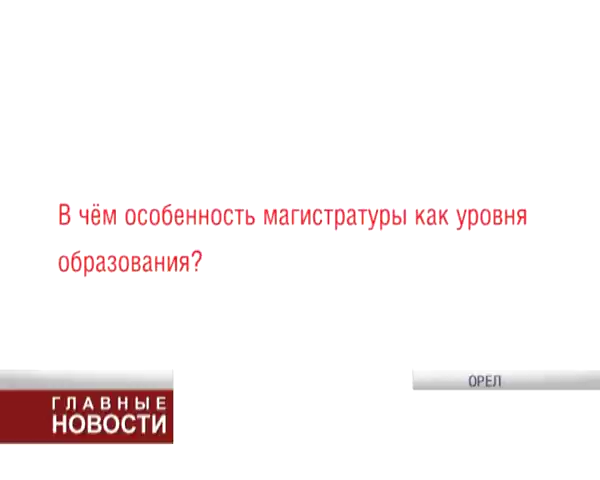 В чём особенность магистратуры как уровня
образования?
ОРЕЛ
ГЛАВНЫЕ
НОВОСТИ